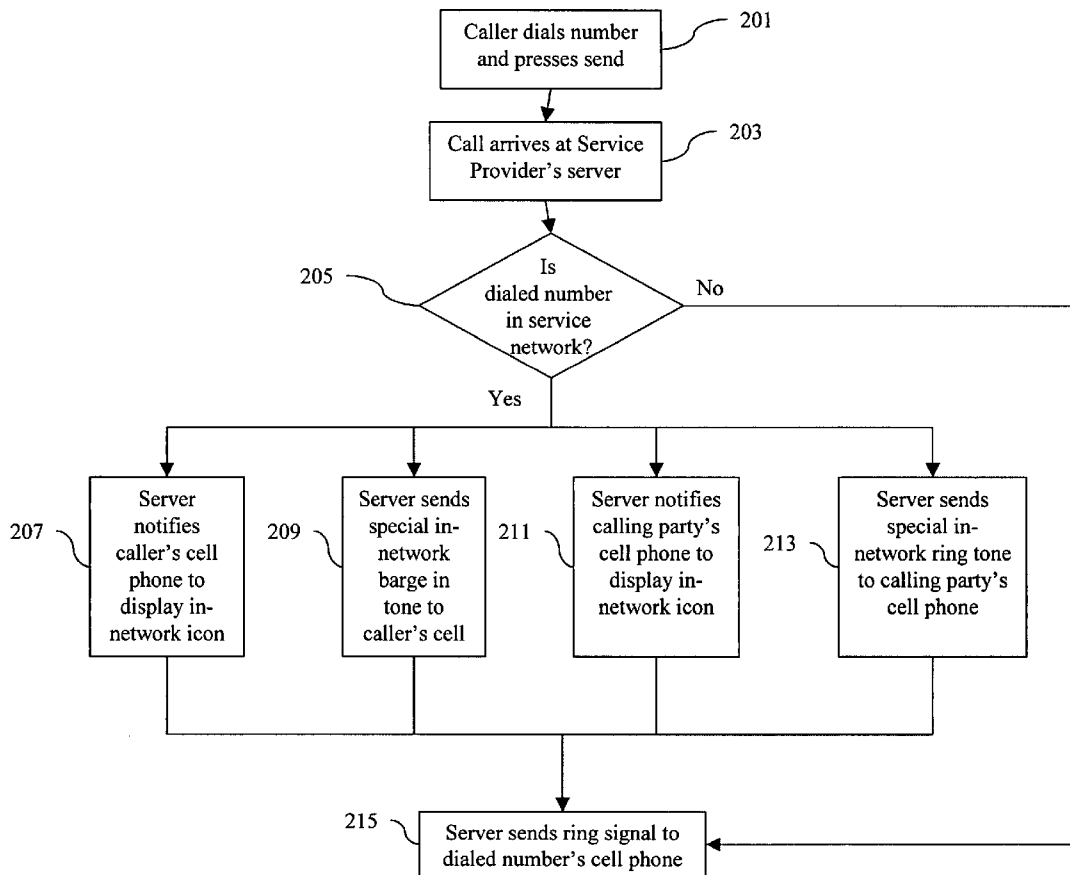 Caller dials number
and presses send
201
Call arrives at Service
Provider's server
203
205
Is
dialed number
in service
network?
No
Yes
207
Server
notifies
caller's cell
phone to
display in-
network icon
209
Server sends
special in-
network
barge in
tone to
caller's cell
211
Server notifies
calling party's
cell phone to
display in-
network icon
213
Server sends
special in-
network ring tone
to calling party's
cell phone
215
Server sends ring signal to
dialed number's cell phone